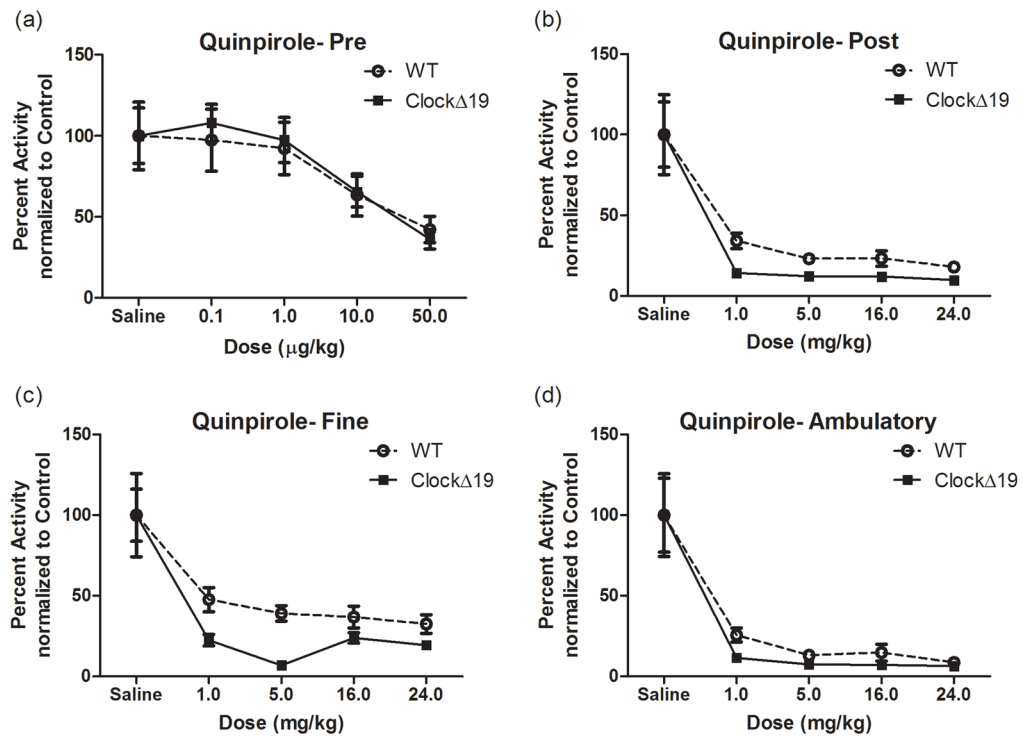 (a)
Quinpirole- Pre
150
100
50
0
Percent Activity
normalized to Control
WT
ClockΔ19
Saline 0.1 1.0 10.0 50.0
Dose (μg/kg)
(b)
Quinpirole- Post
150
100
50
0
Percent Activity
normalized to Control
WT
ClockΔ19
Saline 1.0 5.0 16.0 24.0
Dose (mg/kg)
(c)
Quinpirole- Fine
150
100
50
0
Percent Activity
normalized to Control
WT
ClockΔ19
Saline 1.0 5.0 16.0 24.0
Dose (mg/kg)
(d)
Quinpirole- Ambulatory
150
100
50
0
Percent Activity
normalized to Control
WT
ClockΔ19
Saline 1.0 5.0 16.0 24.0
Dose (mg/kg)